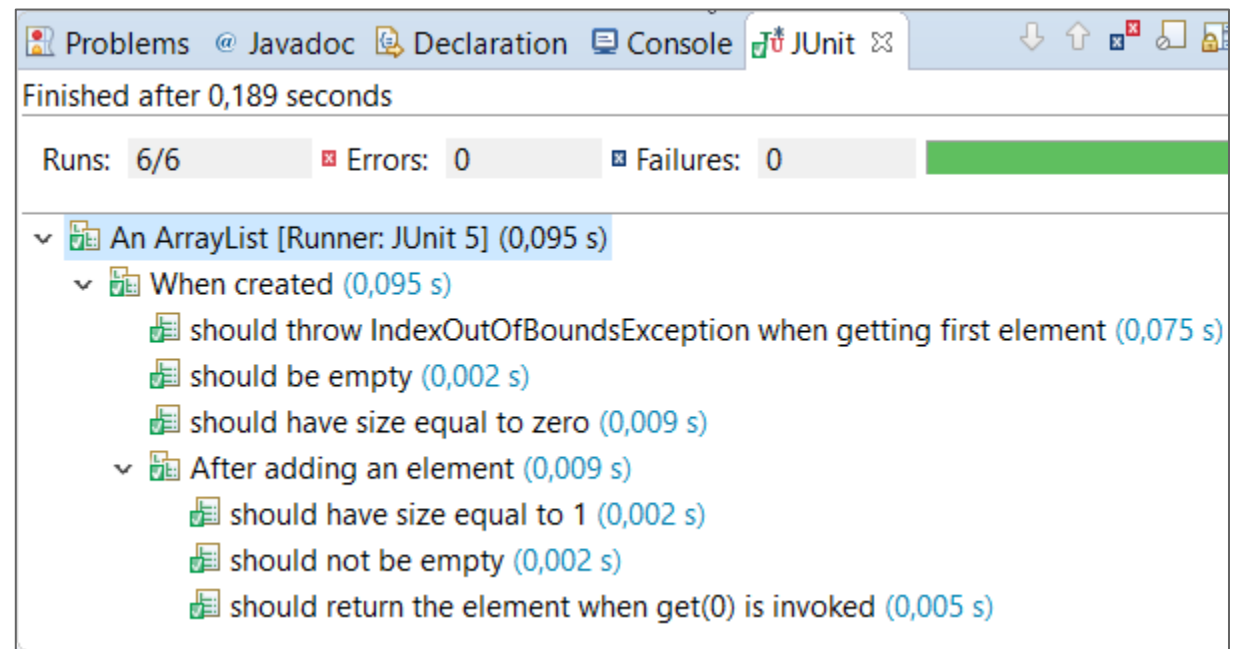 Problems @ Javadoc Declaration Console JUnit
Finished after 0,189 seconds
Runs: 6/6 Errors: 0 Failures: 0
An ArrayList [Runner: JUnit 5] (0,095 s)
When created (0,095 s)
should throw IndexOutOfBoundsException when getting first element (0,075 s)
should be empty (0,002 s)
should have size equal to zero (0,009 s)
After adding an element (0,009 s)
should have size equal to 1 (0,002 s)
should not be empty (0,002 s)
should return the element when get(0) is invoked (0,005 s)